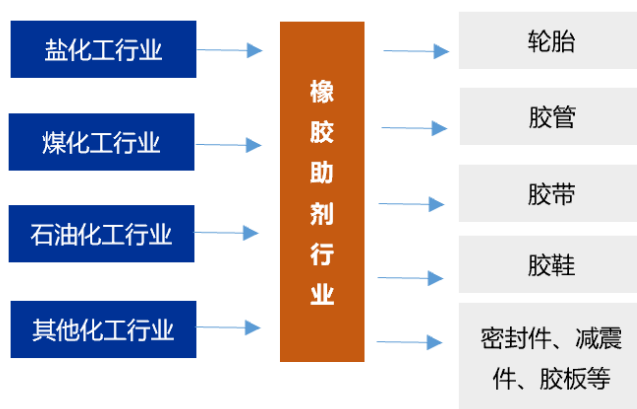 盐化工行业
煤化工行业
石油化工行业
其他化工行业
橡胶助剂行业
轮胎
胶管
胶带
胶鞋
密封件、减震
件、胶板等